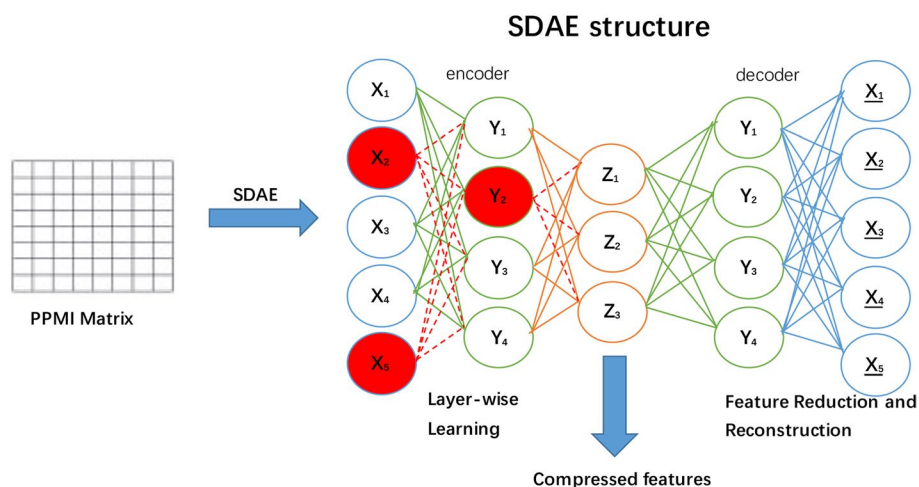 SDAE structure
encoder
decoder
X₁
X₂
X₃
X₄
X₅
Y₁
Y₂
Y₃
Y₄
Z₁
Z₂
Z₃
Y₁
Y₂
Y₃
Y₄
X₁
X₂
X₃
X₄
X₅
SDAE
PPMI Matrix
Layer-wise
Learning
Feature Reduction and
Reconstruction
Compressed features